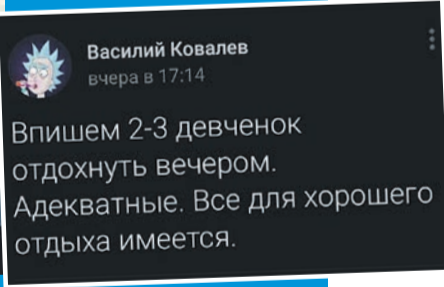 Василий Ковалев
вчера в 17:14
Впишем 2-3 девченок
отдохнуть вечером.
Адекватные. Все для хорошего
отдыха имеется.